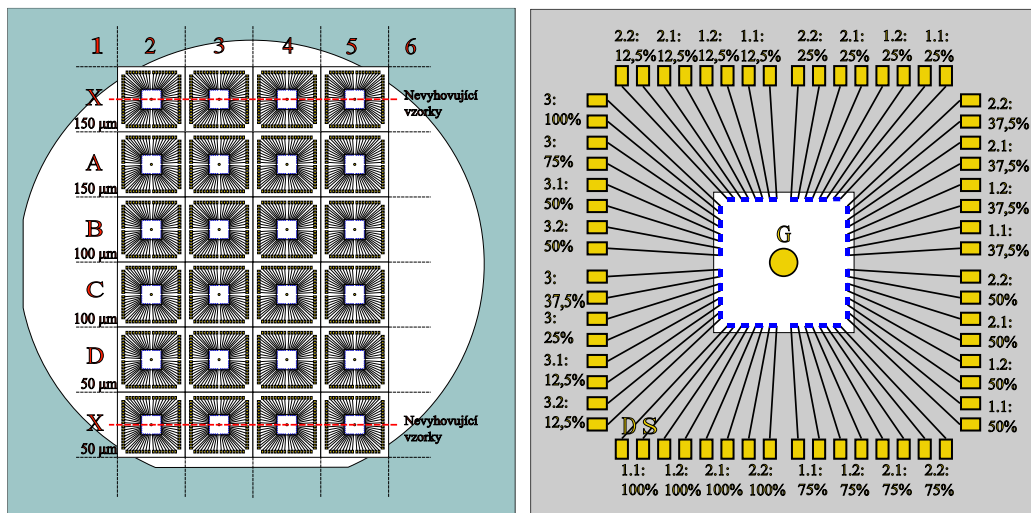 1 2 3 4 5 6
X
150 μm
Nevyhovující
vzorky
A
150 μm
B
100 μm
C
100 μm
D
50 μm
X
50 μm
Nevyhovující
vzorky
2.2: 2.1: 1.2: 1.1: 2.2: 2.1: 1.2: 1.1:
12,5% 12,5% 12,5% 12,5% 25% 25% 25% 25%
3:
100%
3:
75%
3.1:
50%
3.2:
50%
3:
37,5%
3:
25%
3.1:
12,5%
3.2:
12,5%
G
D S
2.2:
37,5%
2.1:
37,5%
1.2:
37,5%
1.1:
37,5%
2.2:
50%
2.1:
50%
1.2:
50%
1.1:
50%
1.1: 1.2: 2.1: 2.2: 1.1: 1.2: 2.1: 2.2:
100% 100% 100% 100% 75% 75% 75% 75%